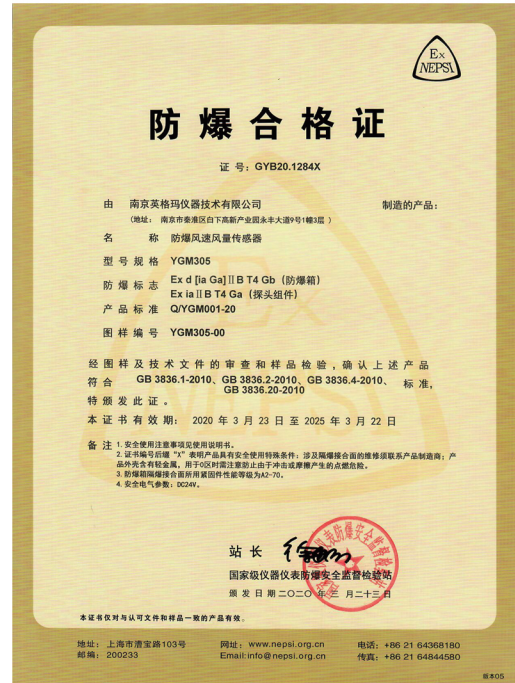 Ex
NEPSI
防爆合格证
证 号: GYB20.1284X
由 南京英格玛仪器技术有限公司 制造的产品:
(地址: 南京市秦淮区白下高新产业园永丰大道9号1幢3层 )
名 称 防爆风速风量传感器
型号规格 YGM305
防爆标志 Ex d [ia Ga]ⅡB T4 Gb (防爆箱)
Ex iaⅡB T4 Ga (探头组件)
产品标准 Q/YGM001-20
图样编号 YGM305-00
经图样及技术文件的审查和样品检验, 确认上述产品
符合 GB 3836.1-2010、GB 3836.2-2010、GB 3836.4-2010、 标准,
GB 3836.20-2010
特颁发此证。
本证书有效期: 2020 年 3 月 23 日至 2025 年 3 月 22 日
备注 1.安全使用注意事项见使用说明书。
2.证书编号后缀“X”表明产品具有安全使用特殊条件: 涉及隔爆接合面的维修须联系产品制造商; 产
品外壳含有轻金属, 用于0区时需注意防止由于冲击或摩擦产生的点燃危险。
3.防爆箱隔爆接合面所用紧固件性能等级为A2-70。
4.安全电气参数: DC24V。
站长
国家级仪器仪表防爆安全监督检验站
颁发日期二〇二〇年三月二十三日
本证书仅对与认可文件和样品一致的产品有效。
地址: 上海市漕宝路103号 网址: www.nepsi.org.cn 电话: +86 21 64368180
邮编: 200233 Email:info@nepsi.org.cn 传真: +86 21 64844580
版本05